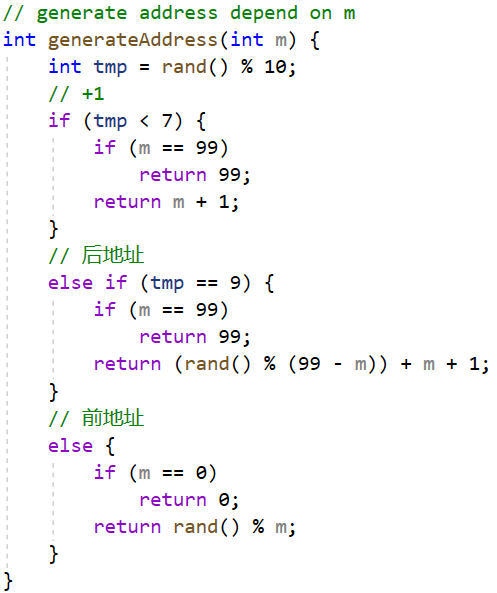 // generate address depend on m
int generateAddress(int m) {
    int tmp = rand() % 10;
    // +1
    if (tmp < 7) {
        if (m == 99)
            return 99;
        return m + 1;
    }
    // 后地址
    else if (tmp == 9) {
        if (m == 99)
            return 99;
        return (rand() % (99 - m)) + m + 1;
    }
    // 前地址
    else {
        if (m == 0)
            return 0;
        return rand() % m;
    }
}